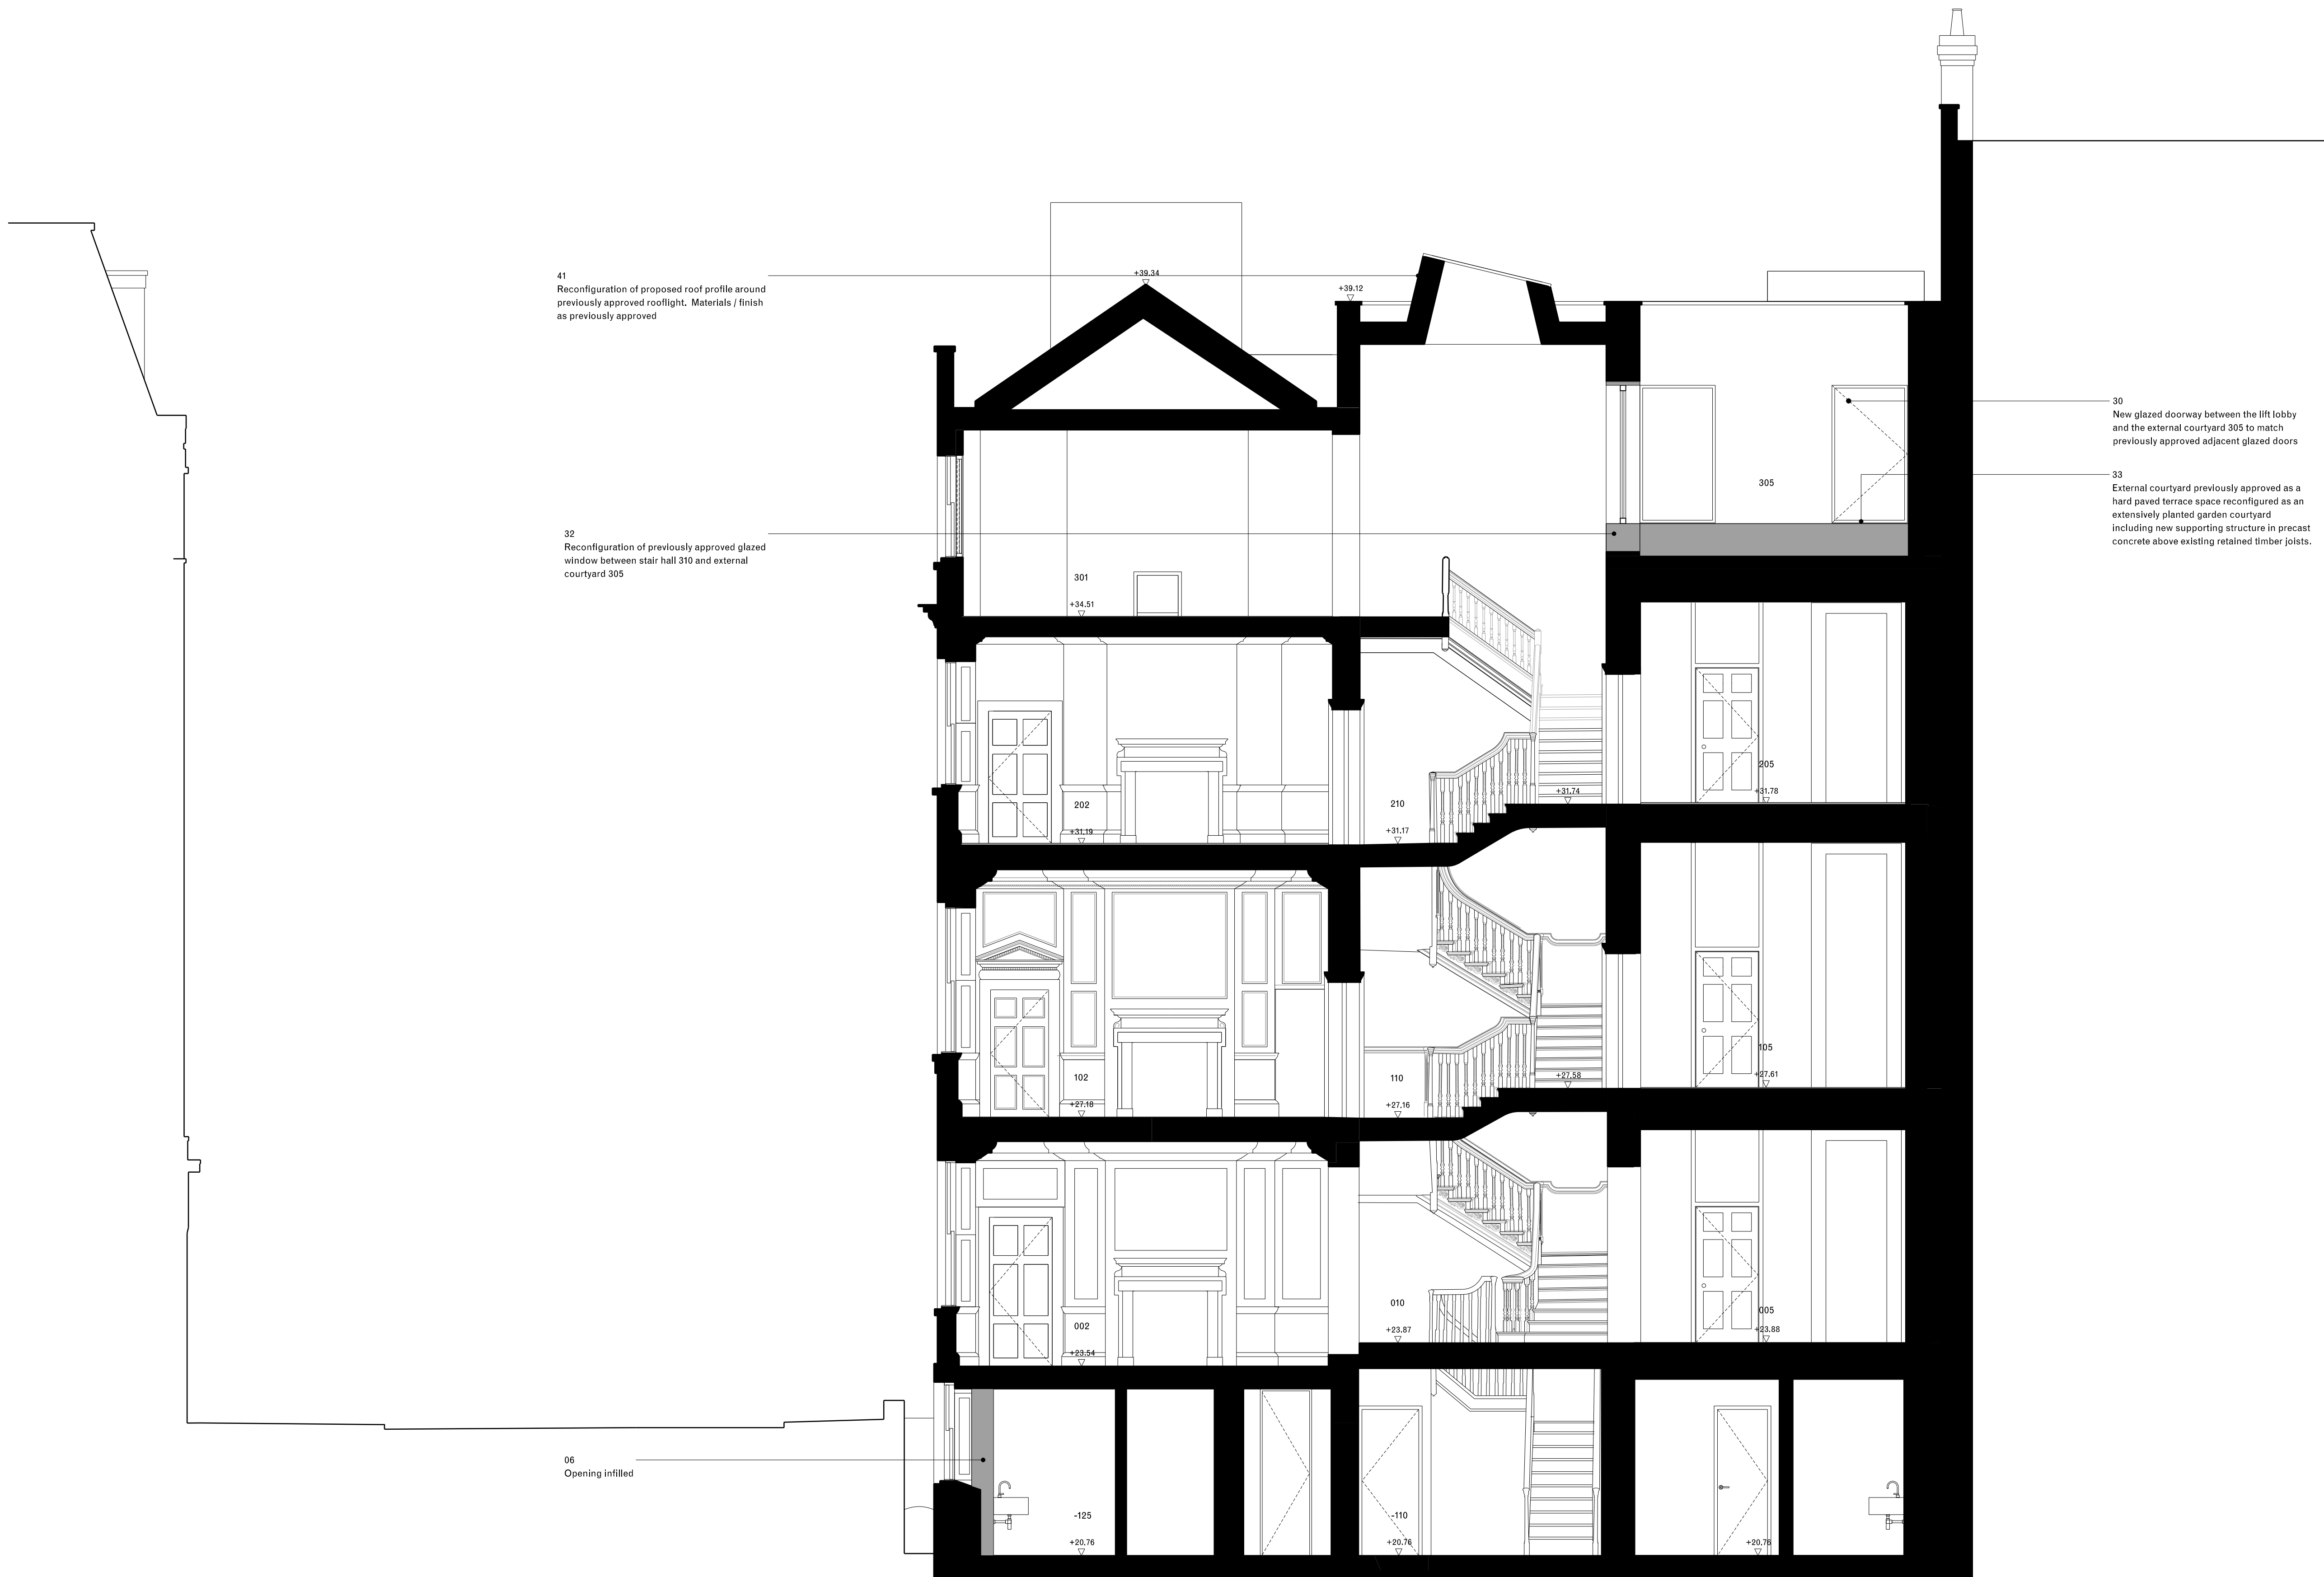 41
Reconfiguration of proposed roof profile around
previously approved rooflight. Materials / finish
as previously approved
+39.34
+39.12
30
New glazed doorway between the lift lobby
and the external courtyard 305 to match
previously approved adjacent glazed doors
33
External courtyard previously approved as a
hard paved terrace space reconfigured as an
extensively planted garden courtyard
including new supporting structure in precast
concrete above existing retained timber joists.
305
32
Reconfiguration of previously approved glazed
window between stair hall 310 and external
courtyard 305
301
+34.51
205
+31.78
+31.74
202
+31.19
210
+31.17
105
+27.61
+27.58
102
+27.18
110
+27.16
010
+23.87
005
+23.88
002
+23.54
06
Opening infilled
-125
+20.76
-110
+20.76
+20.76